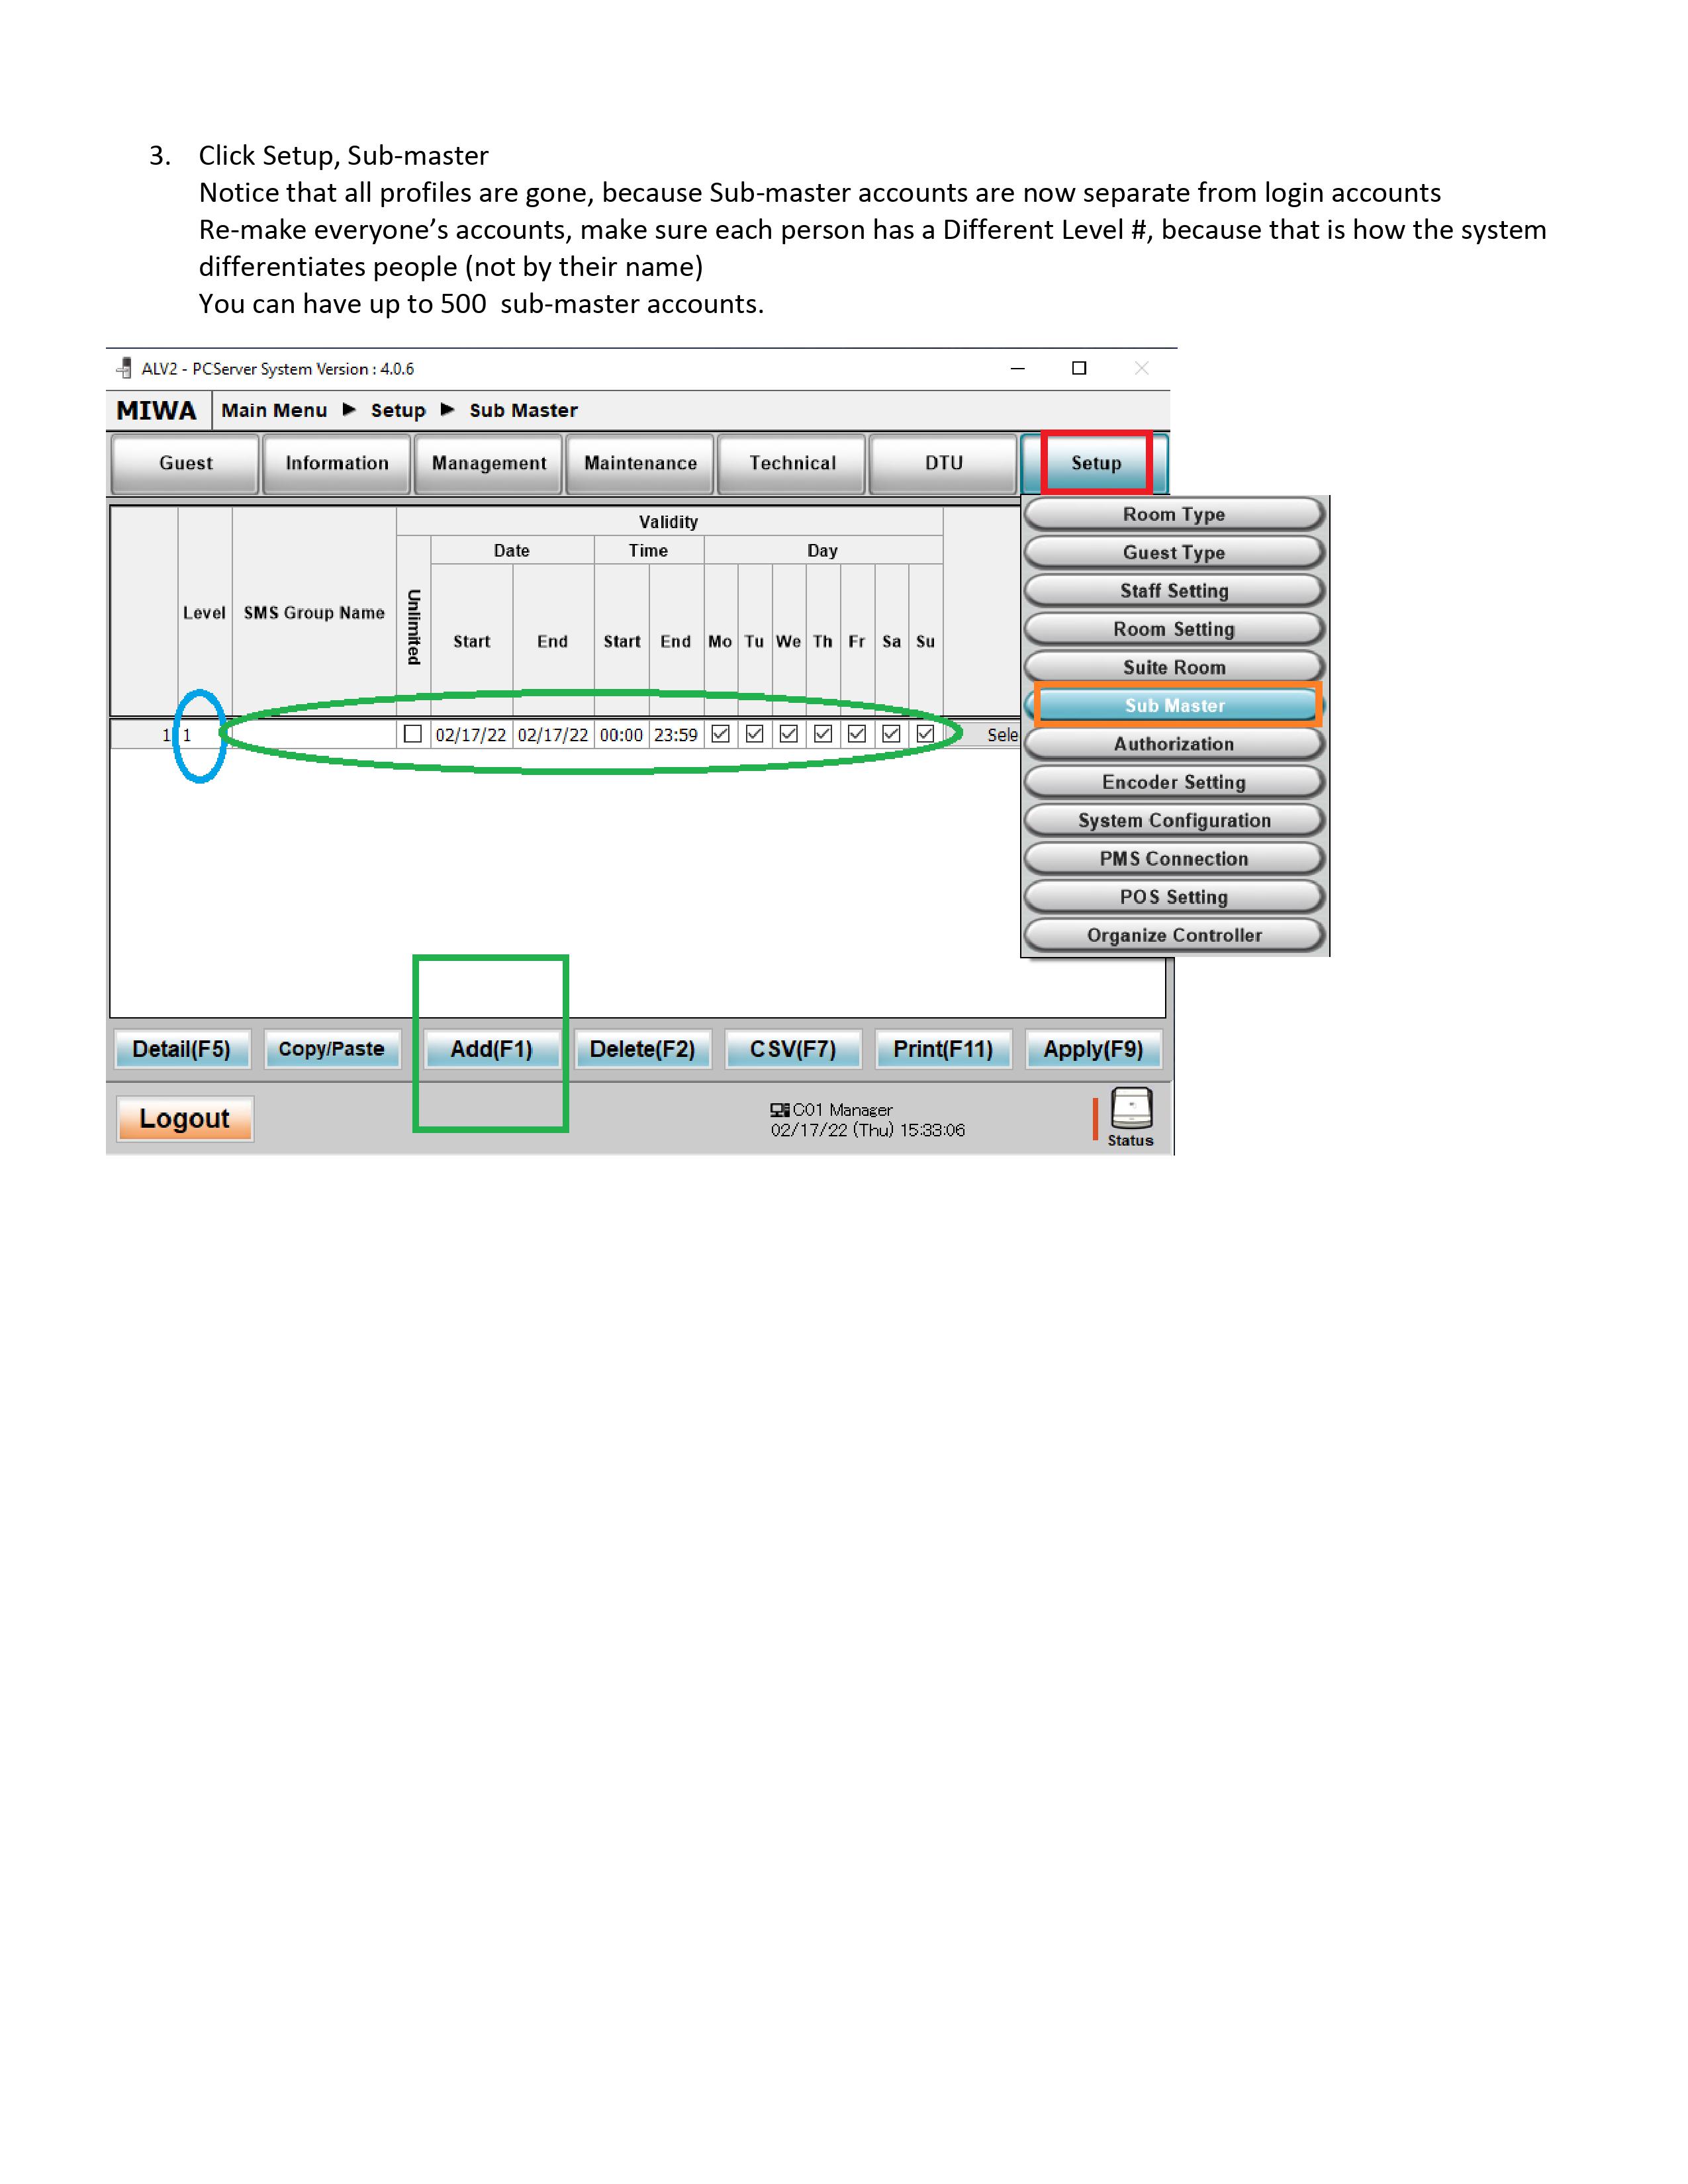 3. Click Setup, Sub-master
Notice that all profiles are gone, because Sub-master accounts are now separate from login accounts
Re-make everyone’s accounts, make sure each person has a Different Level #, because that is how the system
differentiates people (not by their name)
You can have up to 500  sub-master accounts.
ALV2 - PCServer System Version : 4.0.6
MIWA Main Menu ► Setup ► Sub Master
Guest Information Management Maintenance Technical DTU Setup
Room Type
Guest Type
Staff Setting
Room Setting
Suite Room
Sub Master
Authorization
Encoder Setting
System Configuration
PMS Connection
POS Setting
Organize Controller
Validity
Date Time Day
Level SMS Group Name Unlimited Start End Start End Mo Tu We Th Fr Sa Su
1 1 02/17/22 02/17/22 00:00 23:59 Sele
Detail(F5) Copy/Paste Add(F1) Delete(F2) CSV(F7) Print(F11) Apply(F9)
Logout
C01 Manager
02/17/22 (Thu) 15:33:06
Status